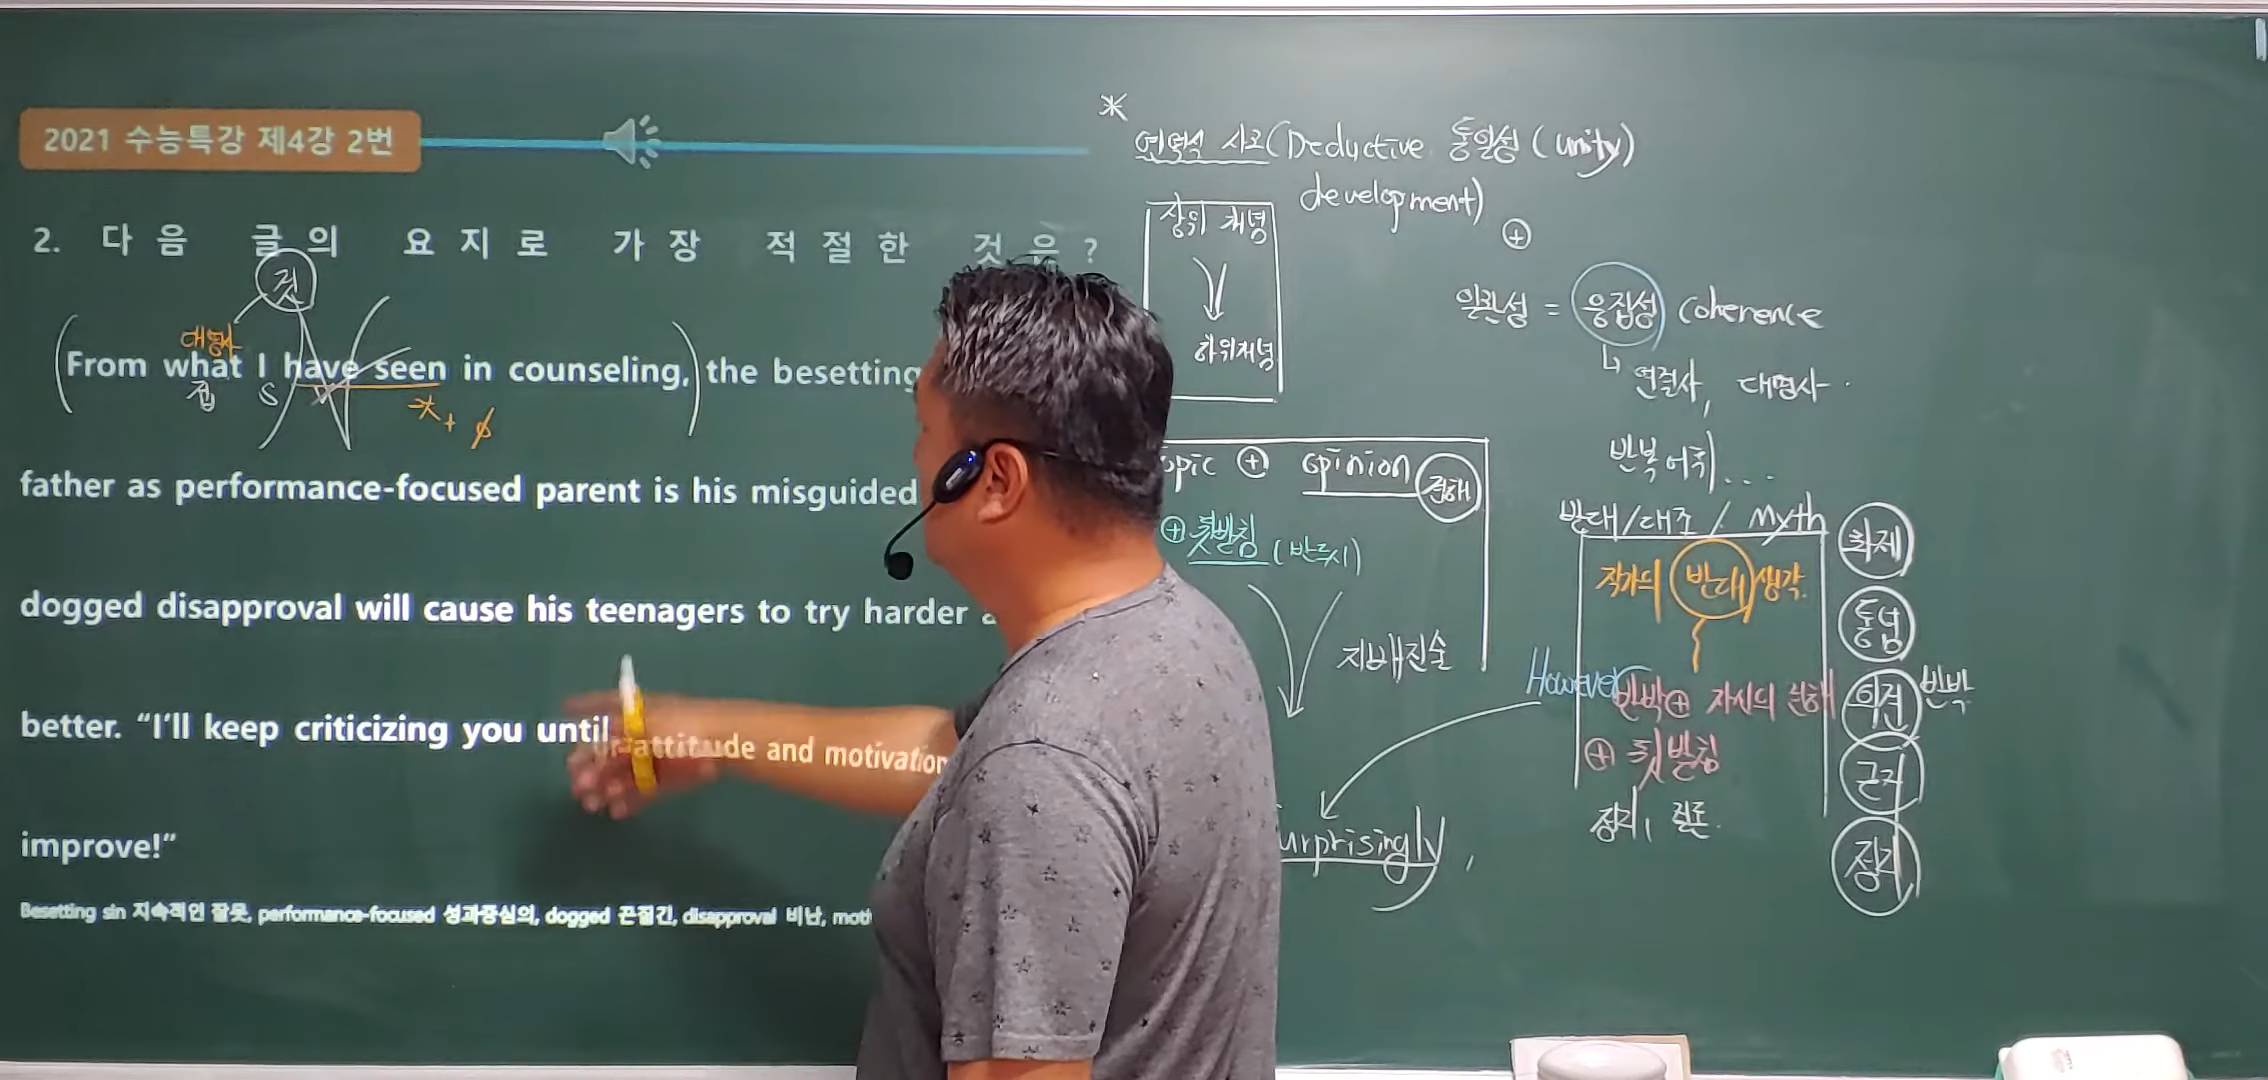 2021 수능특강 제4강 2번
2. 다 음 글 의 요 지 로 가 장 적 절 한 것 은 ?
것
대명사
From what I have seen in counseling, the besetting
전 S
father as performance-focused parent is his misguided
dogged disapproval will cause his teenagers to try harder
better. “I’ll keep criticizing you until attitude and motivation
improve!”
Besetting sin 지속적인 잘못, performance-focused 성과중심의, dogged 끈질긴, disapproval 비난,
* 연역식 사고(Deductive development)
통일성 (unity)
상위 개념
하위개념
⊕
일관성 = 응집성 coherence
↳ 연결사, 대명사
반복어휘, ...
⊕ opinion 견해
⊕ 뒷받침 (반드시)
지배진술
반대/대조 / Myth
작가의 반대 생각.
However 반박⊕ 자신의 견해
⊕ 뒷받침
정리, 결론.
화제
통념
의견 반박
근거
정리